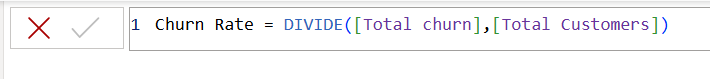 1 Churn Rate = DIVIDE([Total churn],[Total Customers])